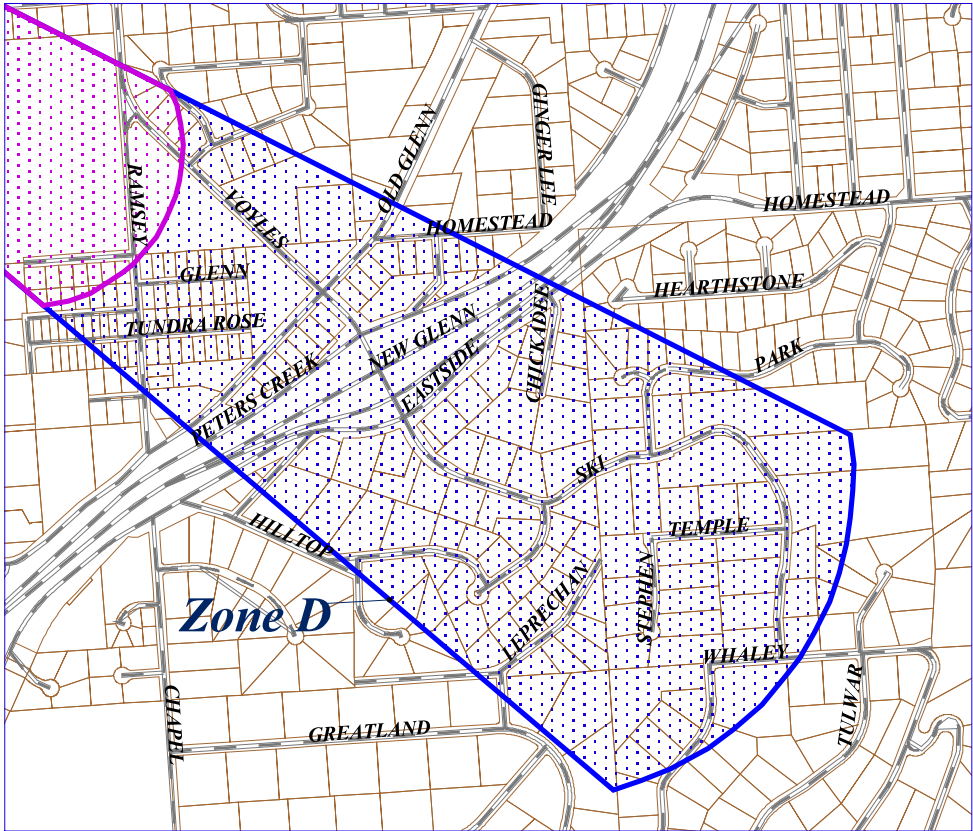 GINGER LEE
OLD GLENN
RAMSEY
VOYLES
HOMESTEAD
HOMESTEAD
GLENN
HEARTHSTONE
TUNDRA ROSE
NEW GLENN
CHICKADEE
PETERS CREEK
EASTSIDE
PARK
SKI
HILLTOP
TEMPLE
Zone D
LEPRECHAN
STEPHEN
WHALEY
CHAPEL
TULWAR
GREATLAND